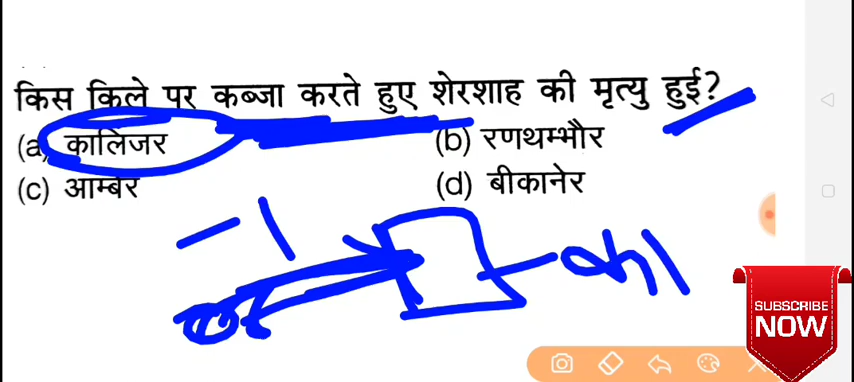 किस किले पर कब्जा करते हुए शेरशाह की मृत्यु हुई?
(a) कालिंजर (b) रणथम्भौर
(c) आम्बेर (d) बीकानेर
का
SUBSCRIBE
NOW